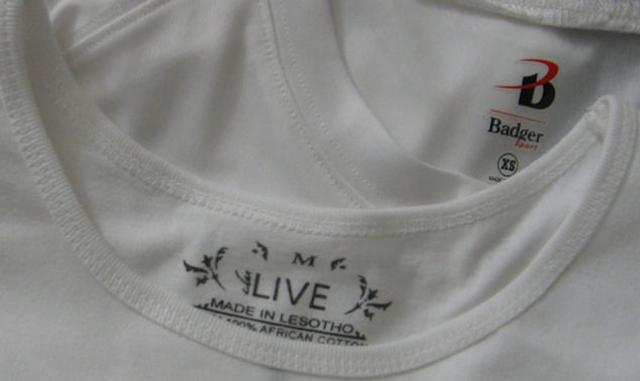 Badger
Sport
XS
M
LIVE
MADE IN LESOTHO
100% AFRICAN COTTON